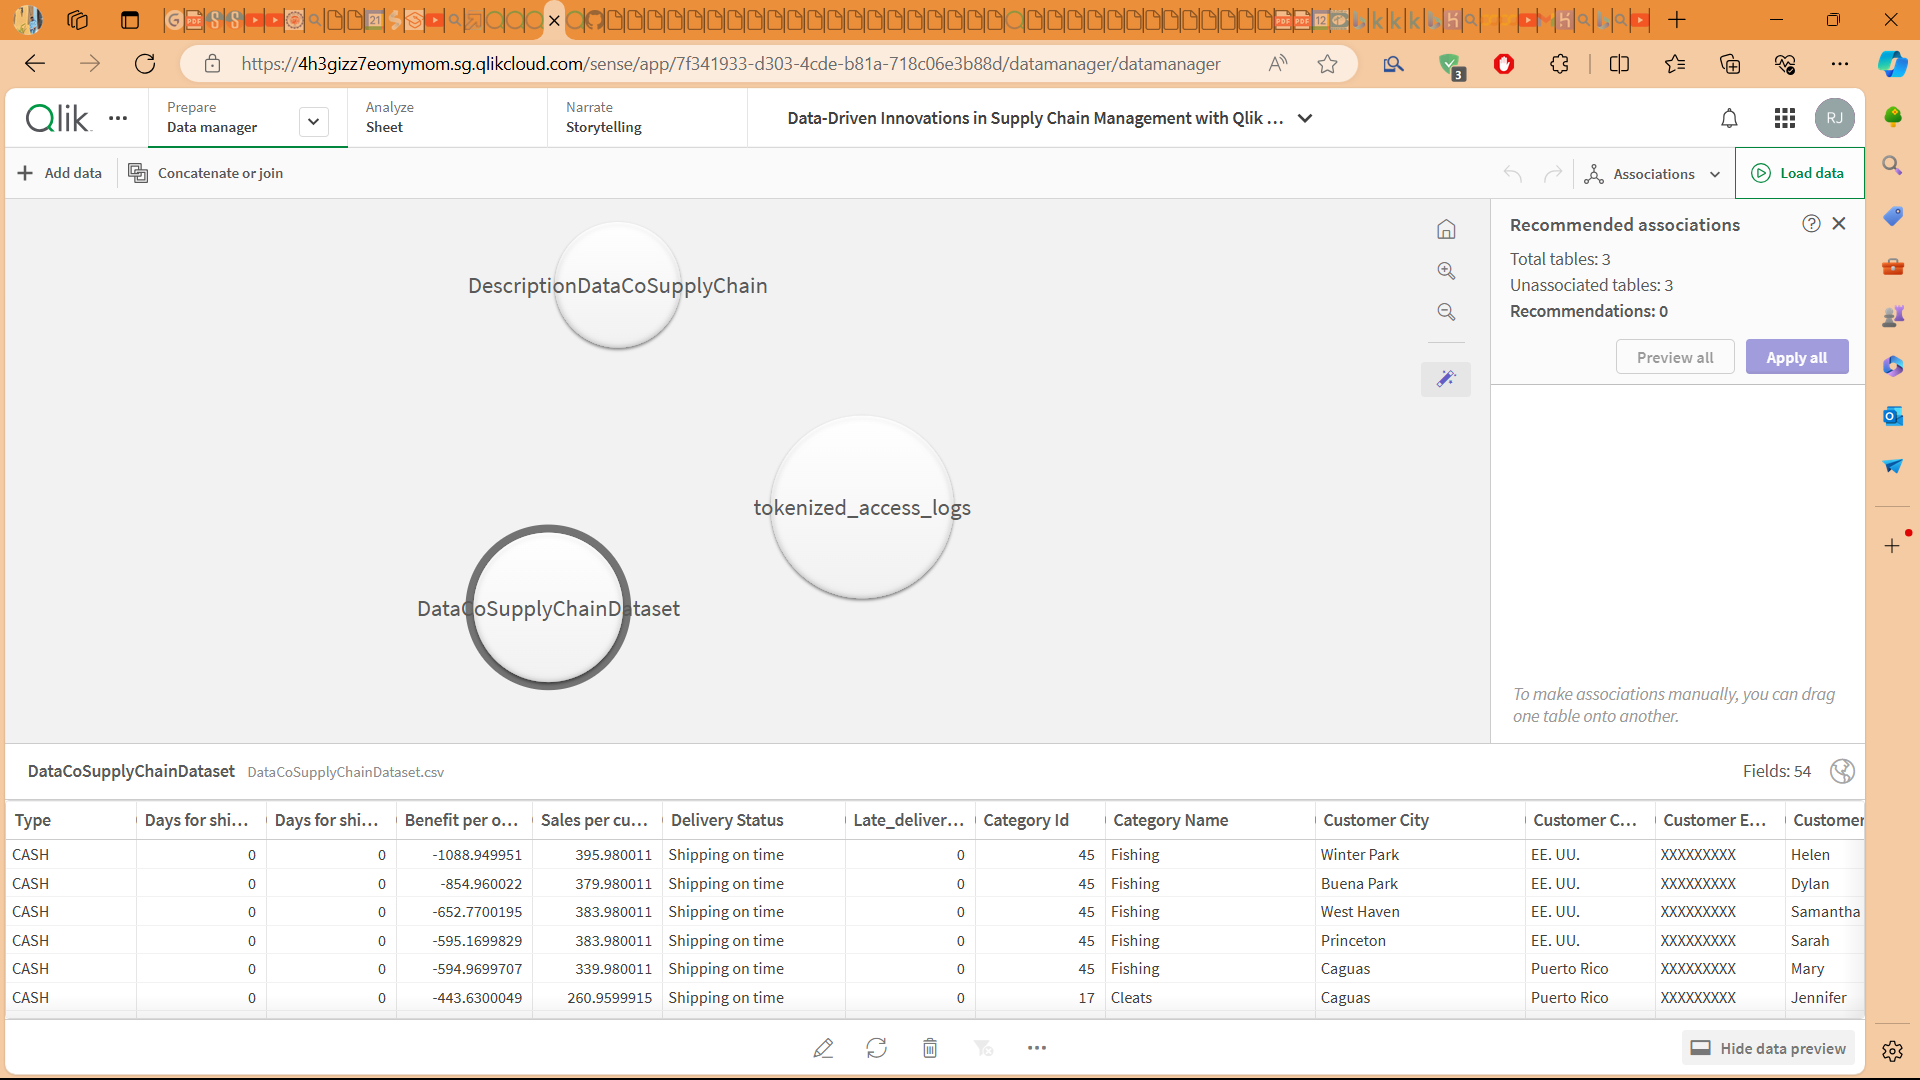 https://4h3gizz7eomymom.sg.qlikcloud.com/sense/app/7f341933-d303-4cde-b81a-718c06e3b88d/datamanager/datamanager
3
Qlik
Prepare
Data manager
Analyze
Sheet
Narrate
Storytelling
Data-Driven Innovations in Supply Chain Management with Qlik ...
RJ
Add data
Concatenate or join
Associations
Load data
DescriptionDataCoSupplyChain
tokenized_access_logs
DataCoSupplyChainDataset
Recommended associations
Total tables: 3
Unassociated tables: 3
Recommendations: 0
Preview all
Apply all
To make associations manually, you can drag
one table onto another.
DataCoSupplyChainDataset DataCoSupplyChainDataset.csv
Fields: 54
Type Days for shi... Days for shi... Benefit per o... Sales per cu... Delivery Status Late_deliver... Category Id Category Name Customer City Customer C... Customer E... Customer
CASH 0 0 -1088.949951 395.980011 Shipping on time 0 45 Fishing Winter Park EE. UU. XXXXXXXXX Helen
CASH 0 0 -854.960022 379.980011 Shipping on time 0 45 Fishing Buena Park EE. UU. XXXXXXXXX Dylan
CASH 0 0 -652.7700195 383.980011 Shipping on time 0 45 Fishing West Haven EE. UU. XXXXXXXXX Samantha
CASH 0 0 -595.1699829 383.980011 Shipping on time 0 45 Fishing Princeton EE. UU. XXXXXXXXX Sarah
CASH 0 0 -594.9699707 339.980011 Shipping on time 0 45 Fishing Caguas Puerto Rico XXXXXXXXX Mary
CASH 0 0 -443.6300049 260.9599915 Shipping on time 0 17 Cleats Caguas Puerto Rico XXXXXXXXX Jennifer
Hide data preview